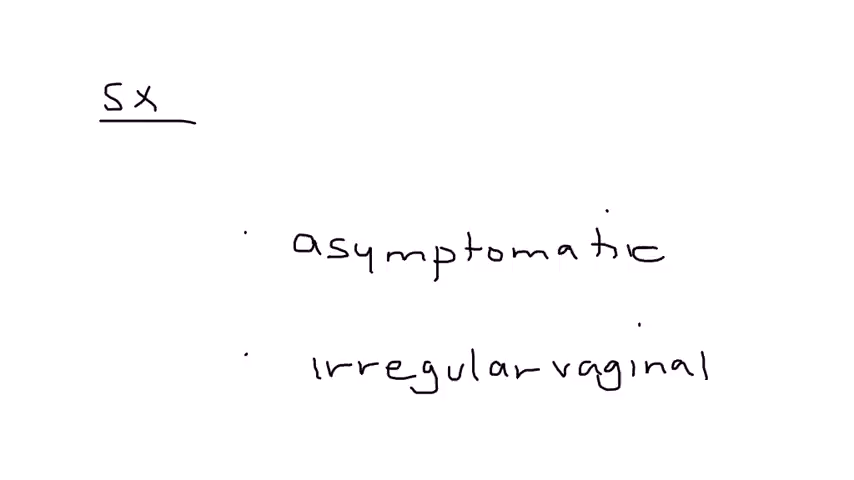 Sx
· asymptomatic
· irregular vaginal